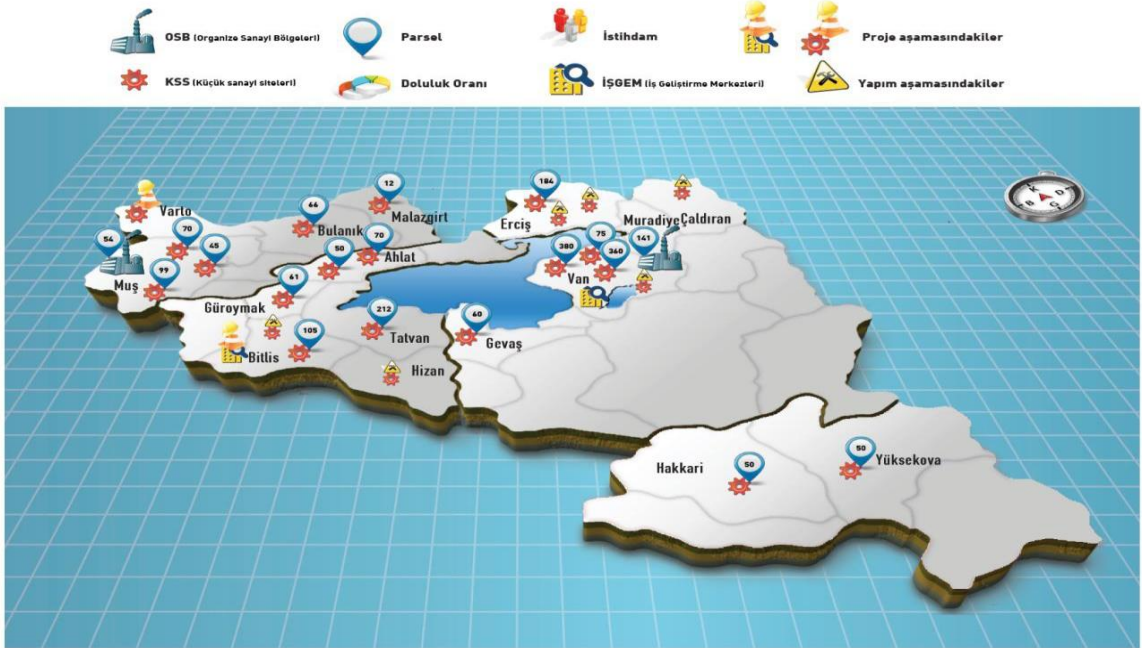 OSB (Organize Sanayi Bölgeleri)
Parsel
İstihdam
Proje aşamasındakiler
KSS (Küçük sanayi siteleri)
Doluluk Oranı
İŞGEM (İş Geliştirme Merkezleri)
Yapım aşamasındakiler
12
184
Varto
66
Malazgirt
Erciş
Muradiye
Çaldıran
70
Bulanık
54
45
50
70
Ahlat
380
75
360
141
99
Muş
61
Van
Güroymak
212
60
105
Tatvan
Gevaş
Bitlis
Hizan
K
D
B
G
Hakkari
50
50
Yüksekova